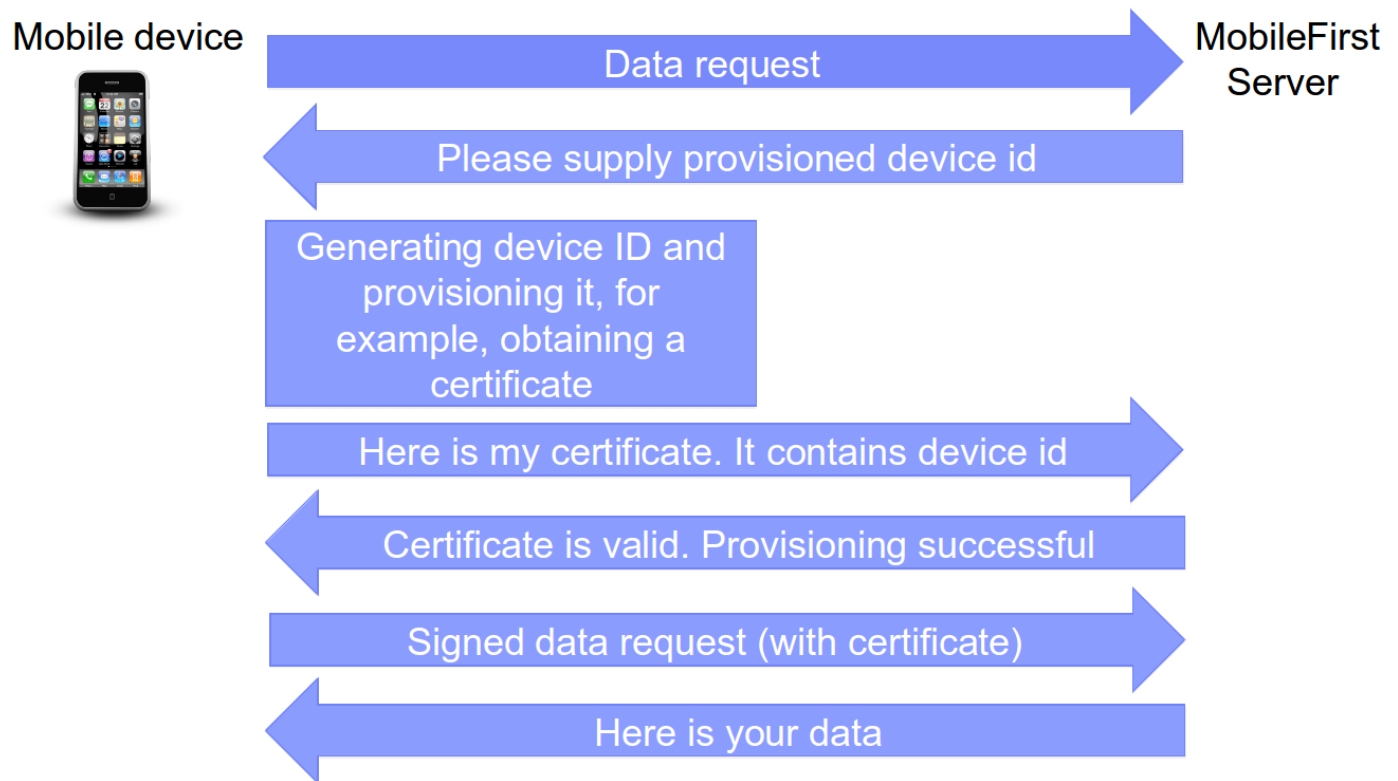 Mobile device
Data request
MobileFirst
Server
Please supply provisioned device id
Generating device ID and
provisioning it, for
example, obtaining a
certificate
Here is my certificate. It contains device id
Certificate is valid. Provisioning successful
Signed data request (with certificate)
Here is your data